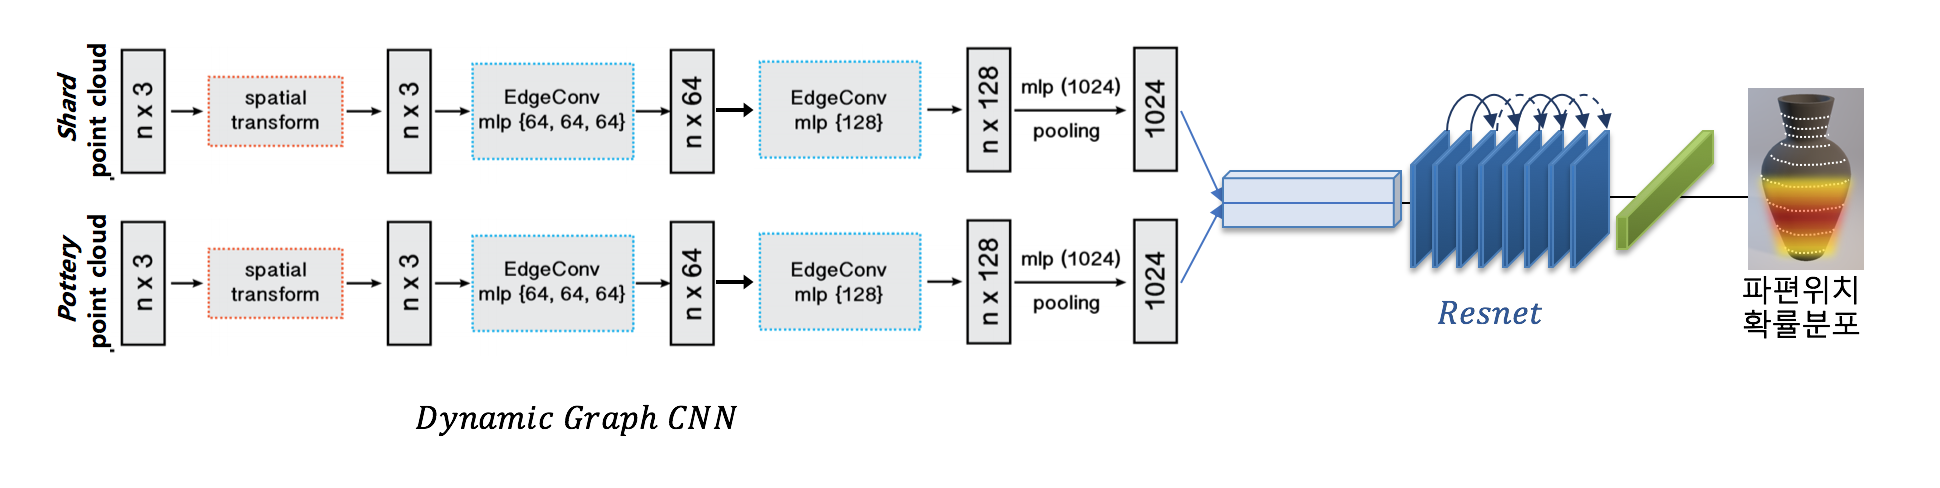 Shard
point cloud
n x 3
spatial
transform
n x 3
EdgeConv
mlp {64, 64, 64}
n x 64
EdgeConv
mlp {128}
n x 128
mlp (1024)
pooling
1024
Pottery
point cloud
n x 3
spatial
transform
n x 3
EdgeConv
mlp {64, 64, 64}
n x 64
EdgeConv
mlp {128}
n x 128
mlp (1024)
pooling
1024
Resnet
파편위치
확률분포
Dynamic Graph CNN